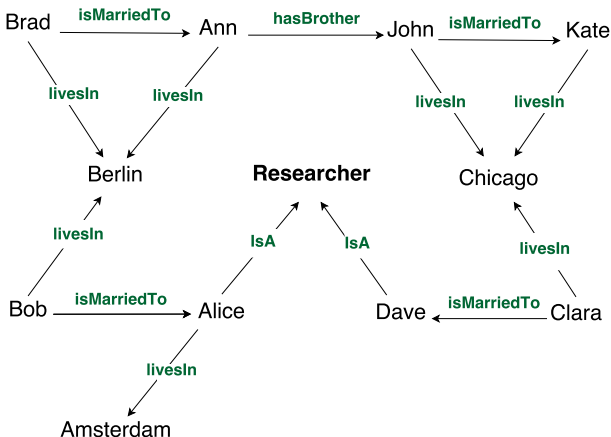 Brad isMarriedTo Ann hasBrother John isMarriedTo Kate
livesIn livesIn livesIn livesIn
Berlin Researcher Chicago
livesIn IsA IsA livesIn
Bob isMarriedTo Alice Dave isMarriedTo Clara
livesIn
Amsterdam